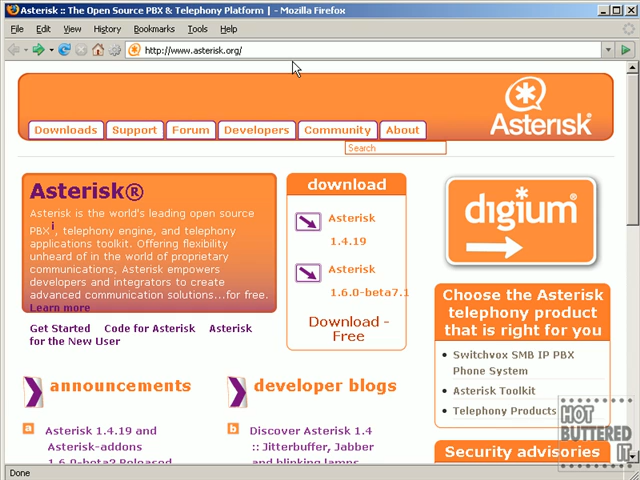 Asterisk :: The Open Source PBX & Telephony Platform | - Mozilla Firefox
File Edit View History Bookmarks Tools Help
http://www.asterisk.org/
Asterisk
Downloads Support Forum Developers Community About
Search
Asterisk®
Asterisk is the world's leading open source
PBXi, telephony engine, and telephony
applications toolkit. Offering flexibility
unheard of in the world of proprietary
communications, Asterisk empowers
developers and integrators to create
advanced communication solutions...for free.
Learn more
Get Started Code for Asterisk Asterisk
for the New User
download
Asterisk
1.4.19
Asterisk
1.6.0-beta7.1
Download -
Free
digium
Choose the Asterisk
telephony product
that is right for you
Switchvox SMB IP PBX
Phone System
Asterisk Toolkit
Telephony Products
announcements
a Asterisk 1.4.19 and
Asterisk-addons
1.6.0-beta2 Released
developer blogs
b Discover Asterisk 1.4
:: Jitterbuffer, Jabber
and blinking lamps
Security advisories
HOT
BUTTERED
IT
Done